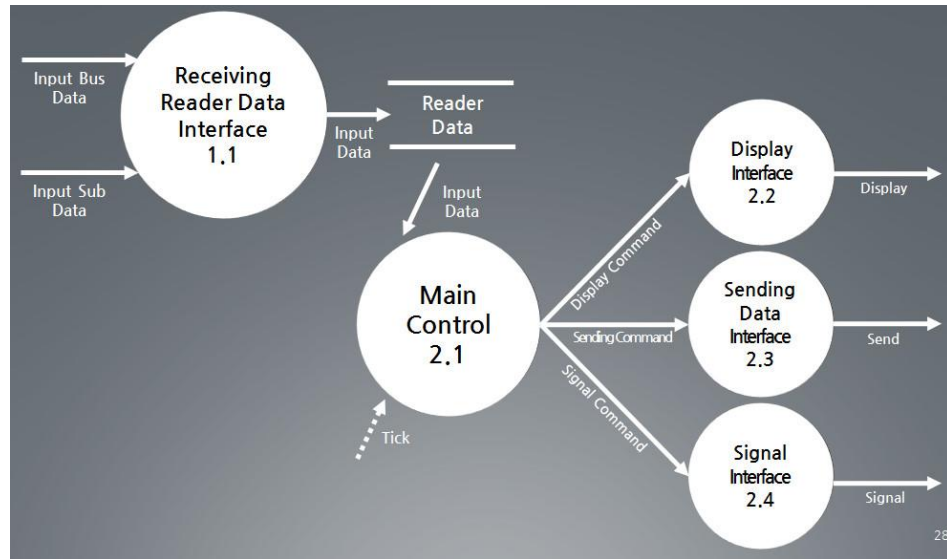 Input Bus
Data
Input Sub
Data
Receiving
Reader Data
Interface
1.1
Input
Data
Reader
Data
Input
Data
Main
Control
2.1
Tick
Display Command
Sending Command
Signal Command
Display
Interface
2.2
Display
Sending
Data
Interface
2.3
Send
Signal
Interface
2.4
Signal
28